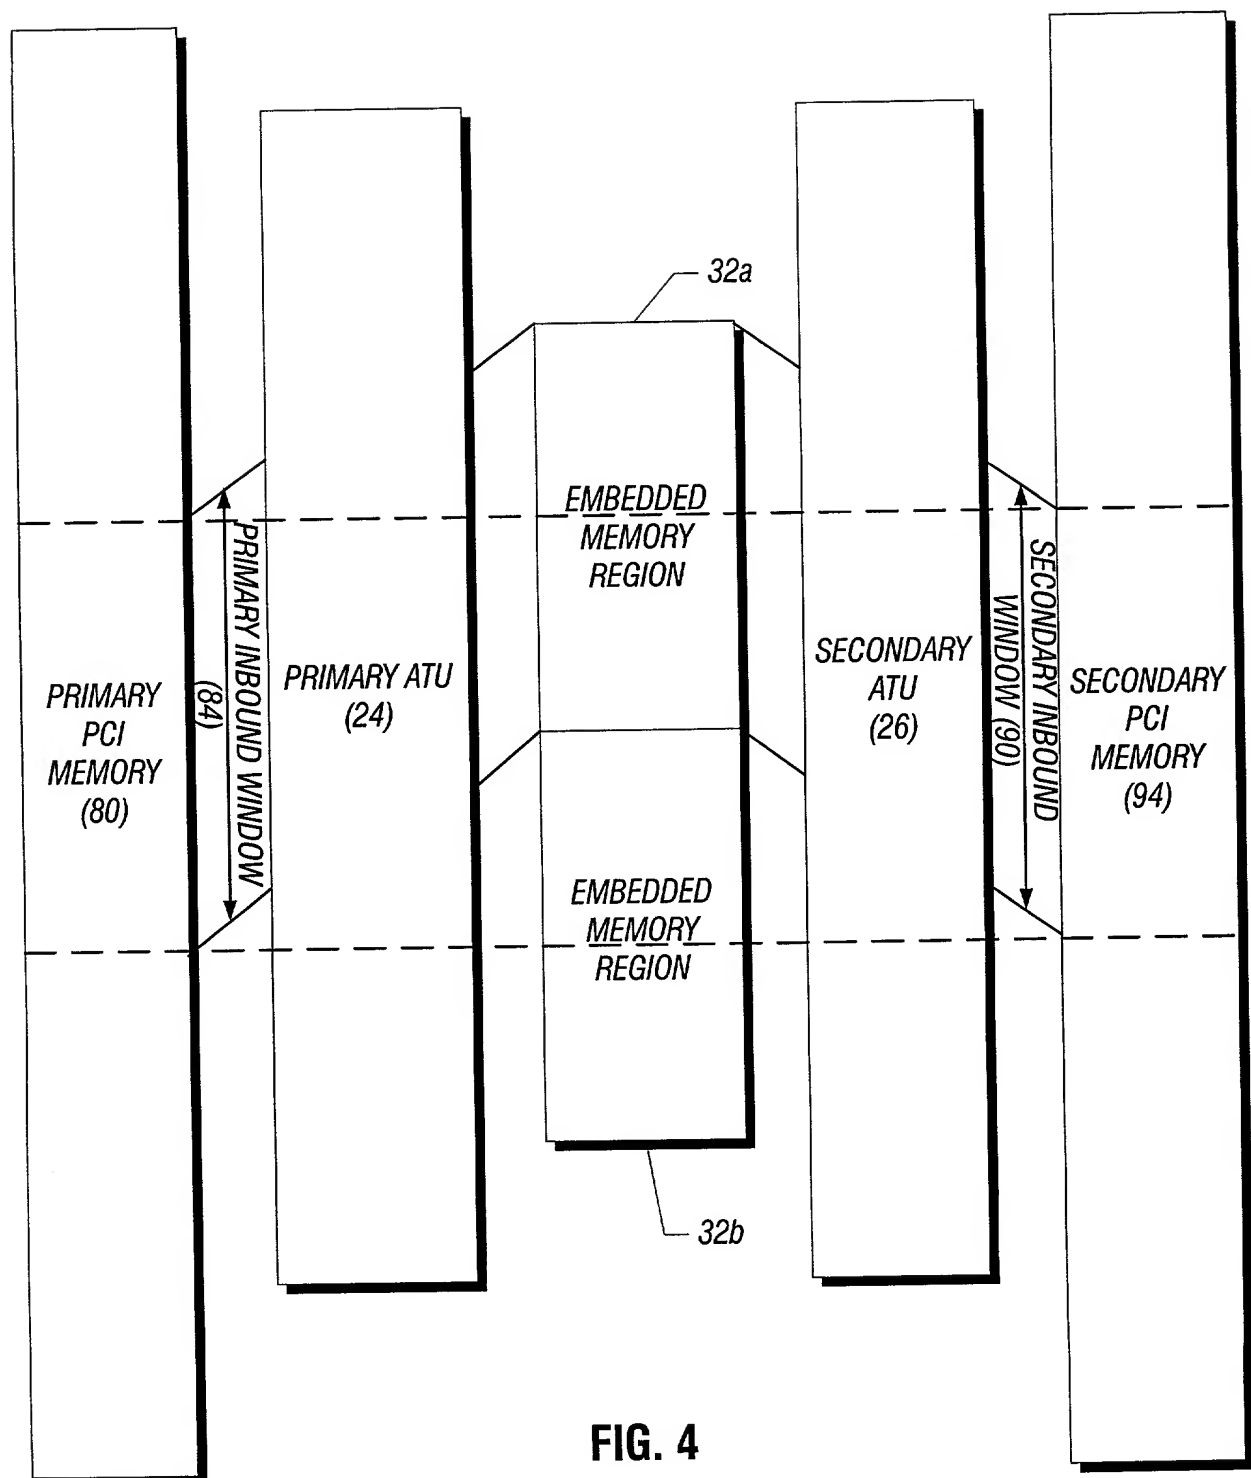 32a
EMBEDDED
MEMORY
REGION
PRIMARY INBOUND WINDOW
(84)
SECONDARY INBOUND
WINDOW (90)
PRIMARY
PCI
MEMORY
(80)
PRIMARY ATU
(24)
SECONDARY
ATU
(26)
SECONDARY
PCI
MEMORY
(94)
EMBEDDED
MEMORY
REGION
32b
FIG. 4